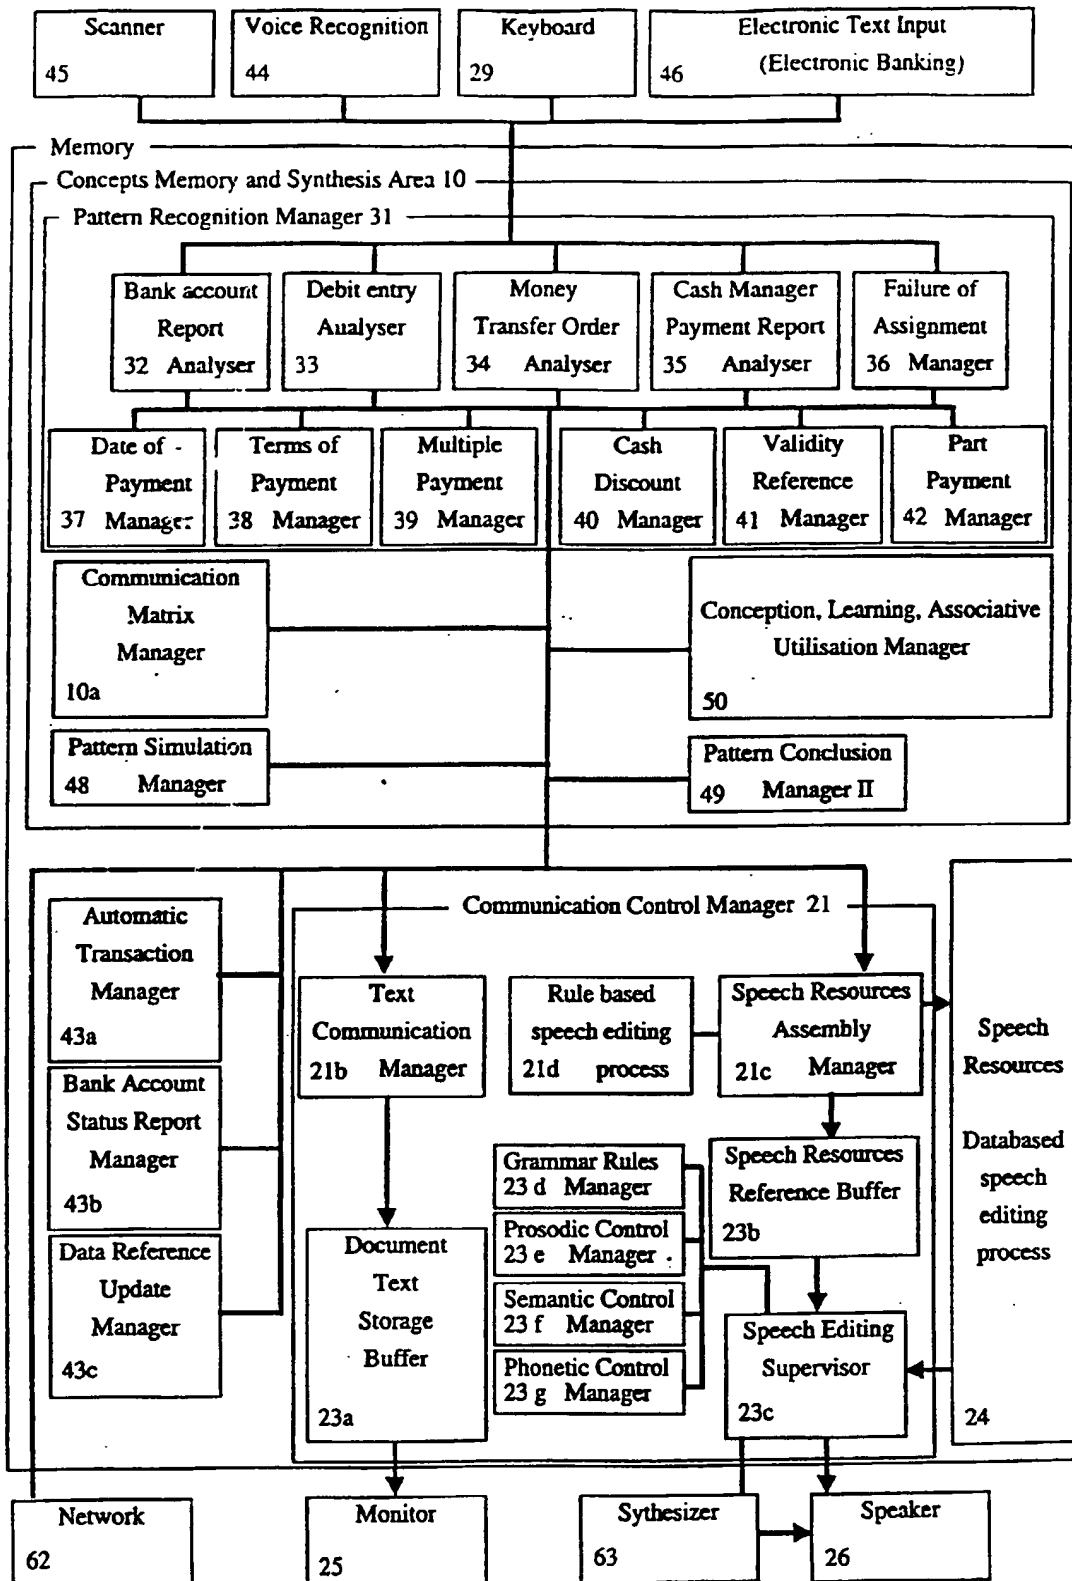 Scanner
45
Voice Recognition
44
Keyboard
29
Electronic Text Input
(Electronic Banking)
46
Memory
Concepts Memory and Synthesis Area 10
Pattern Recognition Manager 31
Bank account
Report
32 Analyser
Debit entry
Analyser
33
Money
Transfer Order
34 Analyser
Cash Manager
Payment Report
35 Analyser
Failure of
Assignment
36 Manager
Date of
Payment
37 Manager
Terms of
Payment
38 Manager
Multiple
Payment
39 Manager
Cash
Discount
40 Manager
Validity
Reference
41 Manager
Part
Payment
42 Manager
Communication
Matrix
Manager
10a
Conception, Learning, Associative
Utilisation Manager
50
Pattern Simulation
48 Manager
Pattern Conclusion
49 Manager II
Automatic
Transaction
Manager
43a
Bank Account
Status Report
Manager
43b
Data Reference
Update
Manager
43c
Communication Control Manager 21
Text
Communication
21b Manager
Rule based
speech editing
21d process
Speech Resources
Assembly
21c Manager
Speech Resources
Reference Buffer
23b
Grammar Rules
23 d Manager
Prosodic Control
23 e Manager
Semantic Control
23 f Manager
Phonetic Control
23 g Manager
Document
Text
Storage
Buffer
23a
Speech Editing
Supervisor
23c
Speech
Resources
Databased
speech
editing
process
24
Network
62
Monitor
25
Sythesizer
63
Speaker
26